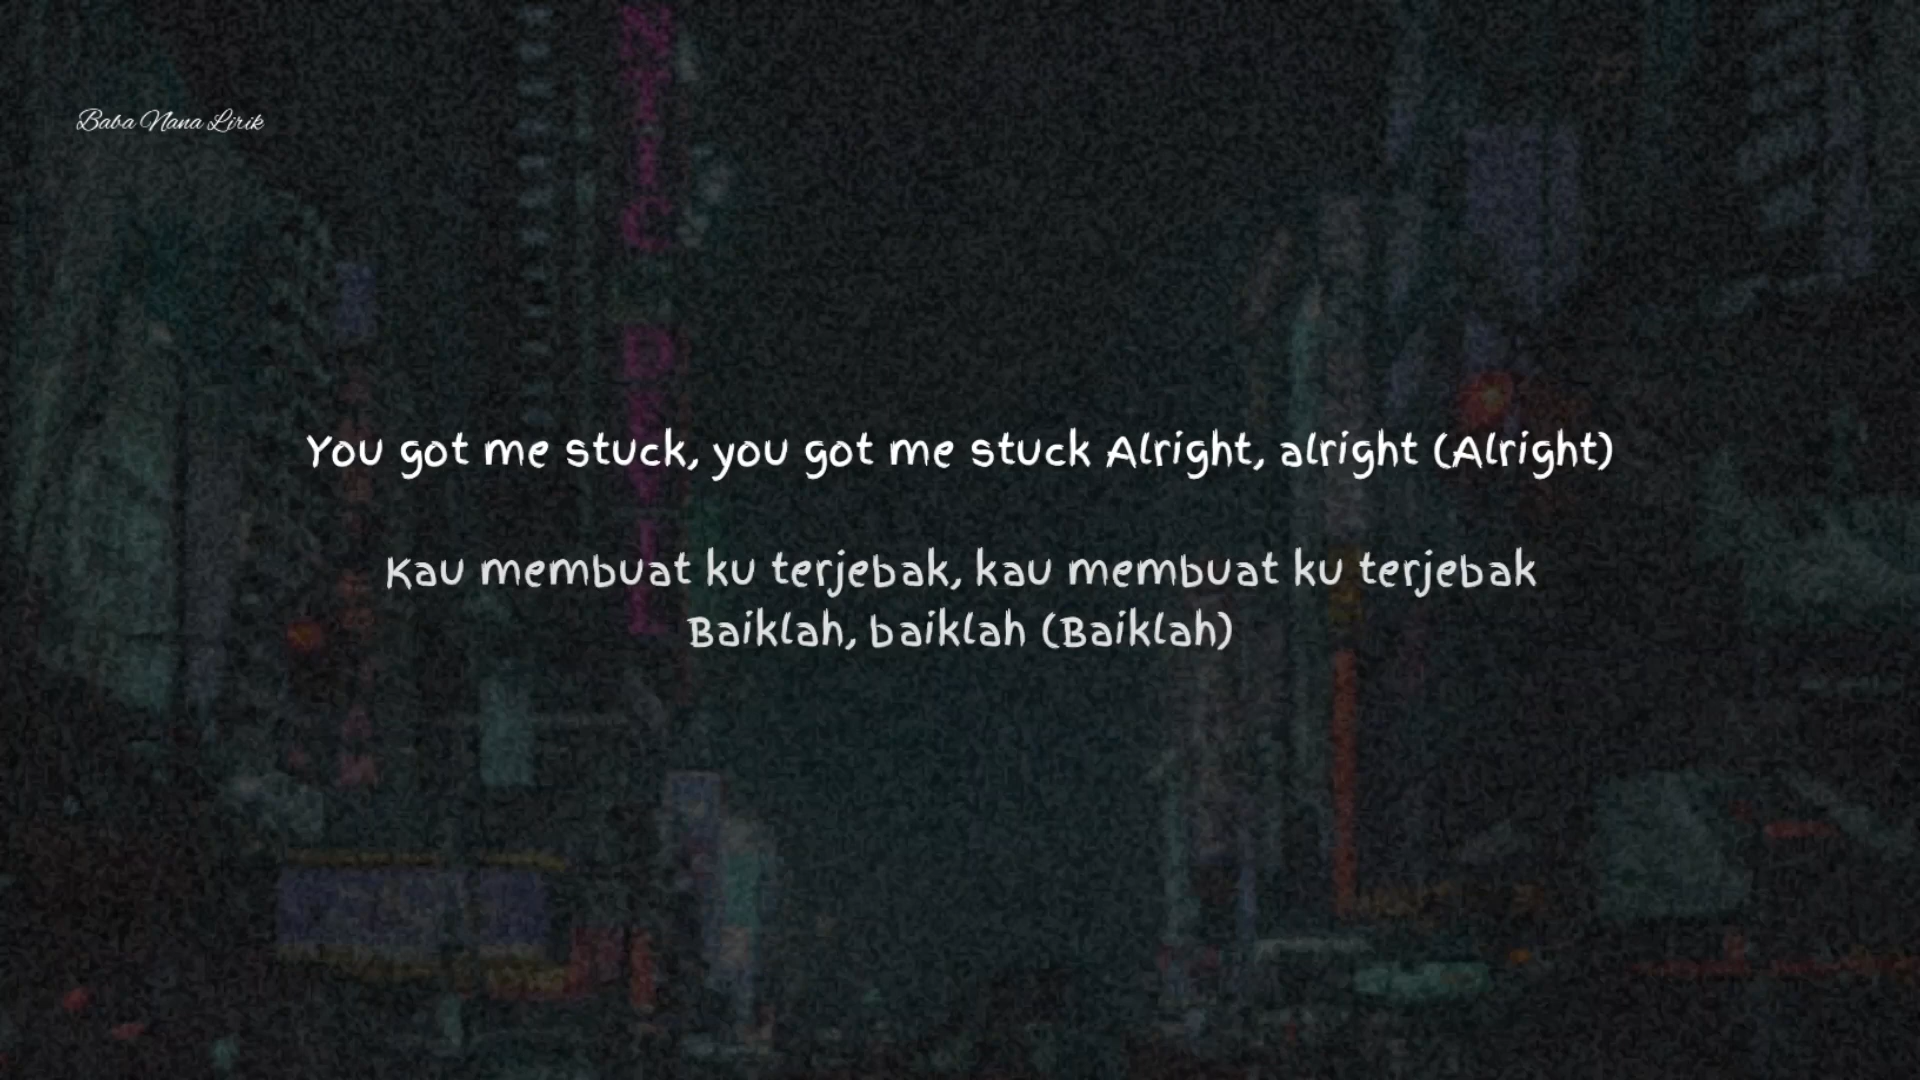 Baba Nana Lirik
You got me stuck, you got me stuck Alright, alright (Alright)
Kau membuat ku terjebak, kau membuat ku terjebak
Baiklah, baiklah (Baiklah)